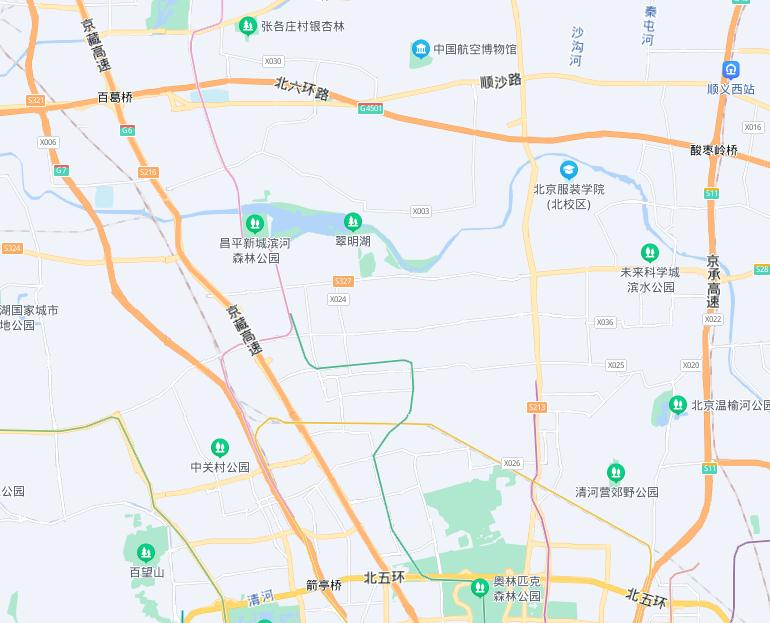 京藏高速
张各庄村银杏林
中国航空博物馆
沙沟河
秦屯河
X030
北六环路
顺沙路
顺义西站
S321
百葛桥
G4501
G6
X016
X006
酸枣岭桥
G7
S216
北京服装学院
(北校区)
S11
X003
昌平新城滨河
森林公园
翠明湖
S324
未来科学城
滨水公园
京承高速
S28
S327
X024
湖国家城市
地公园
京藏高速
X036
X022
X025
X020
S213
北京温榆河公园
中关村公园
X026
S11
清河营郊野公园
公园
百望山
箭亭桥
北五环
奥林匹克
森林公园
清河
北五环